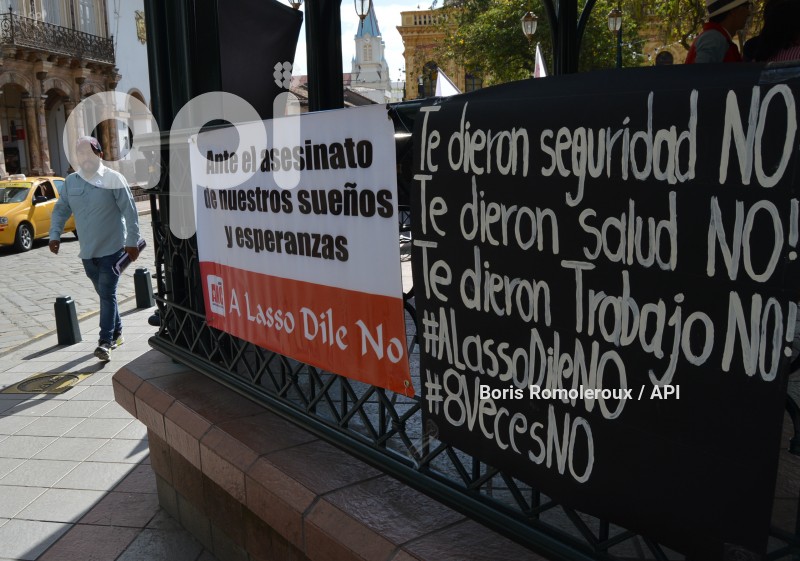 Ante el asesinato
de nuestros sueños
y esperanzas
A Lasso Dile No
Te dieron seguridad NO
Te dieron salud NO!
Te dieron Trabajo NO!
#ALassoDileNO
#8VecesNO
api
Boris Romoleroux / API